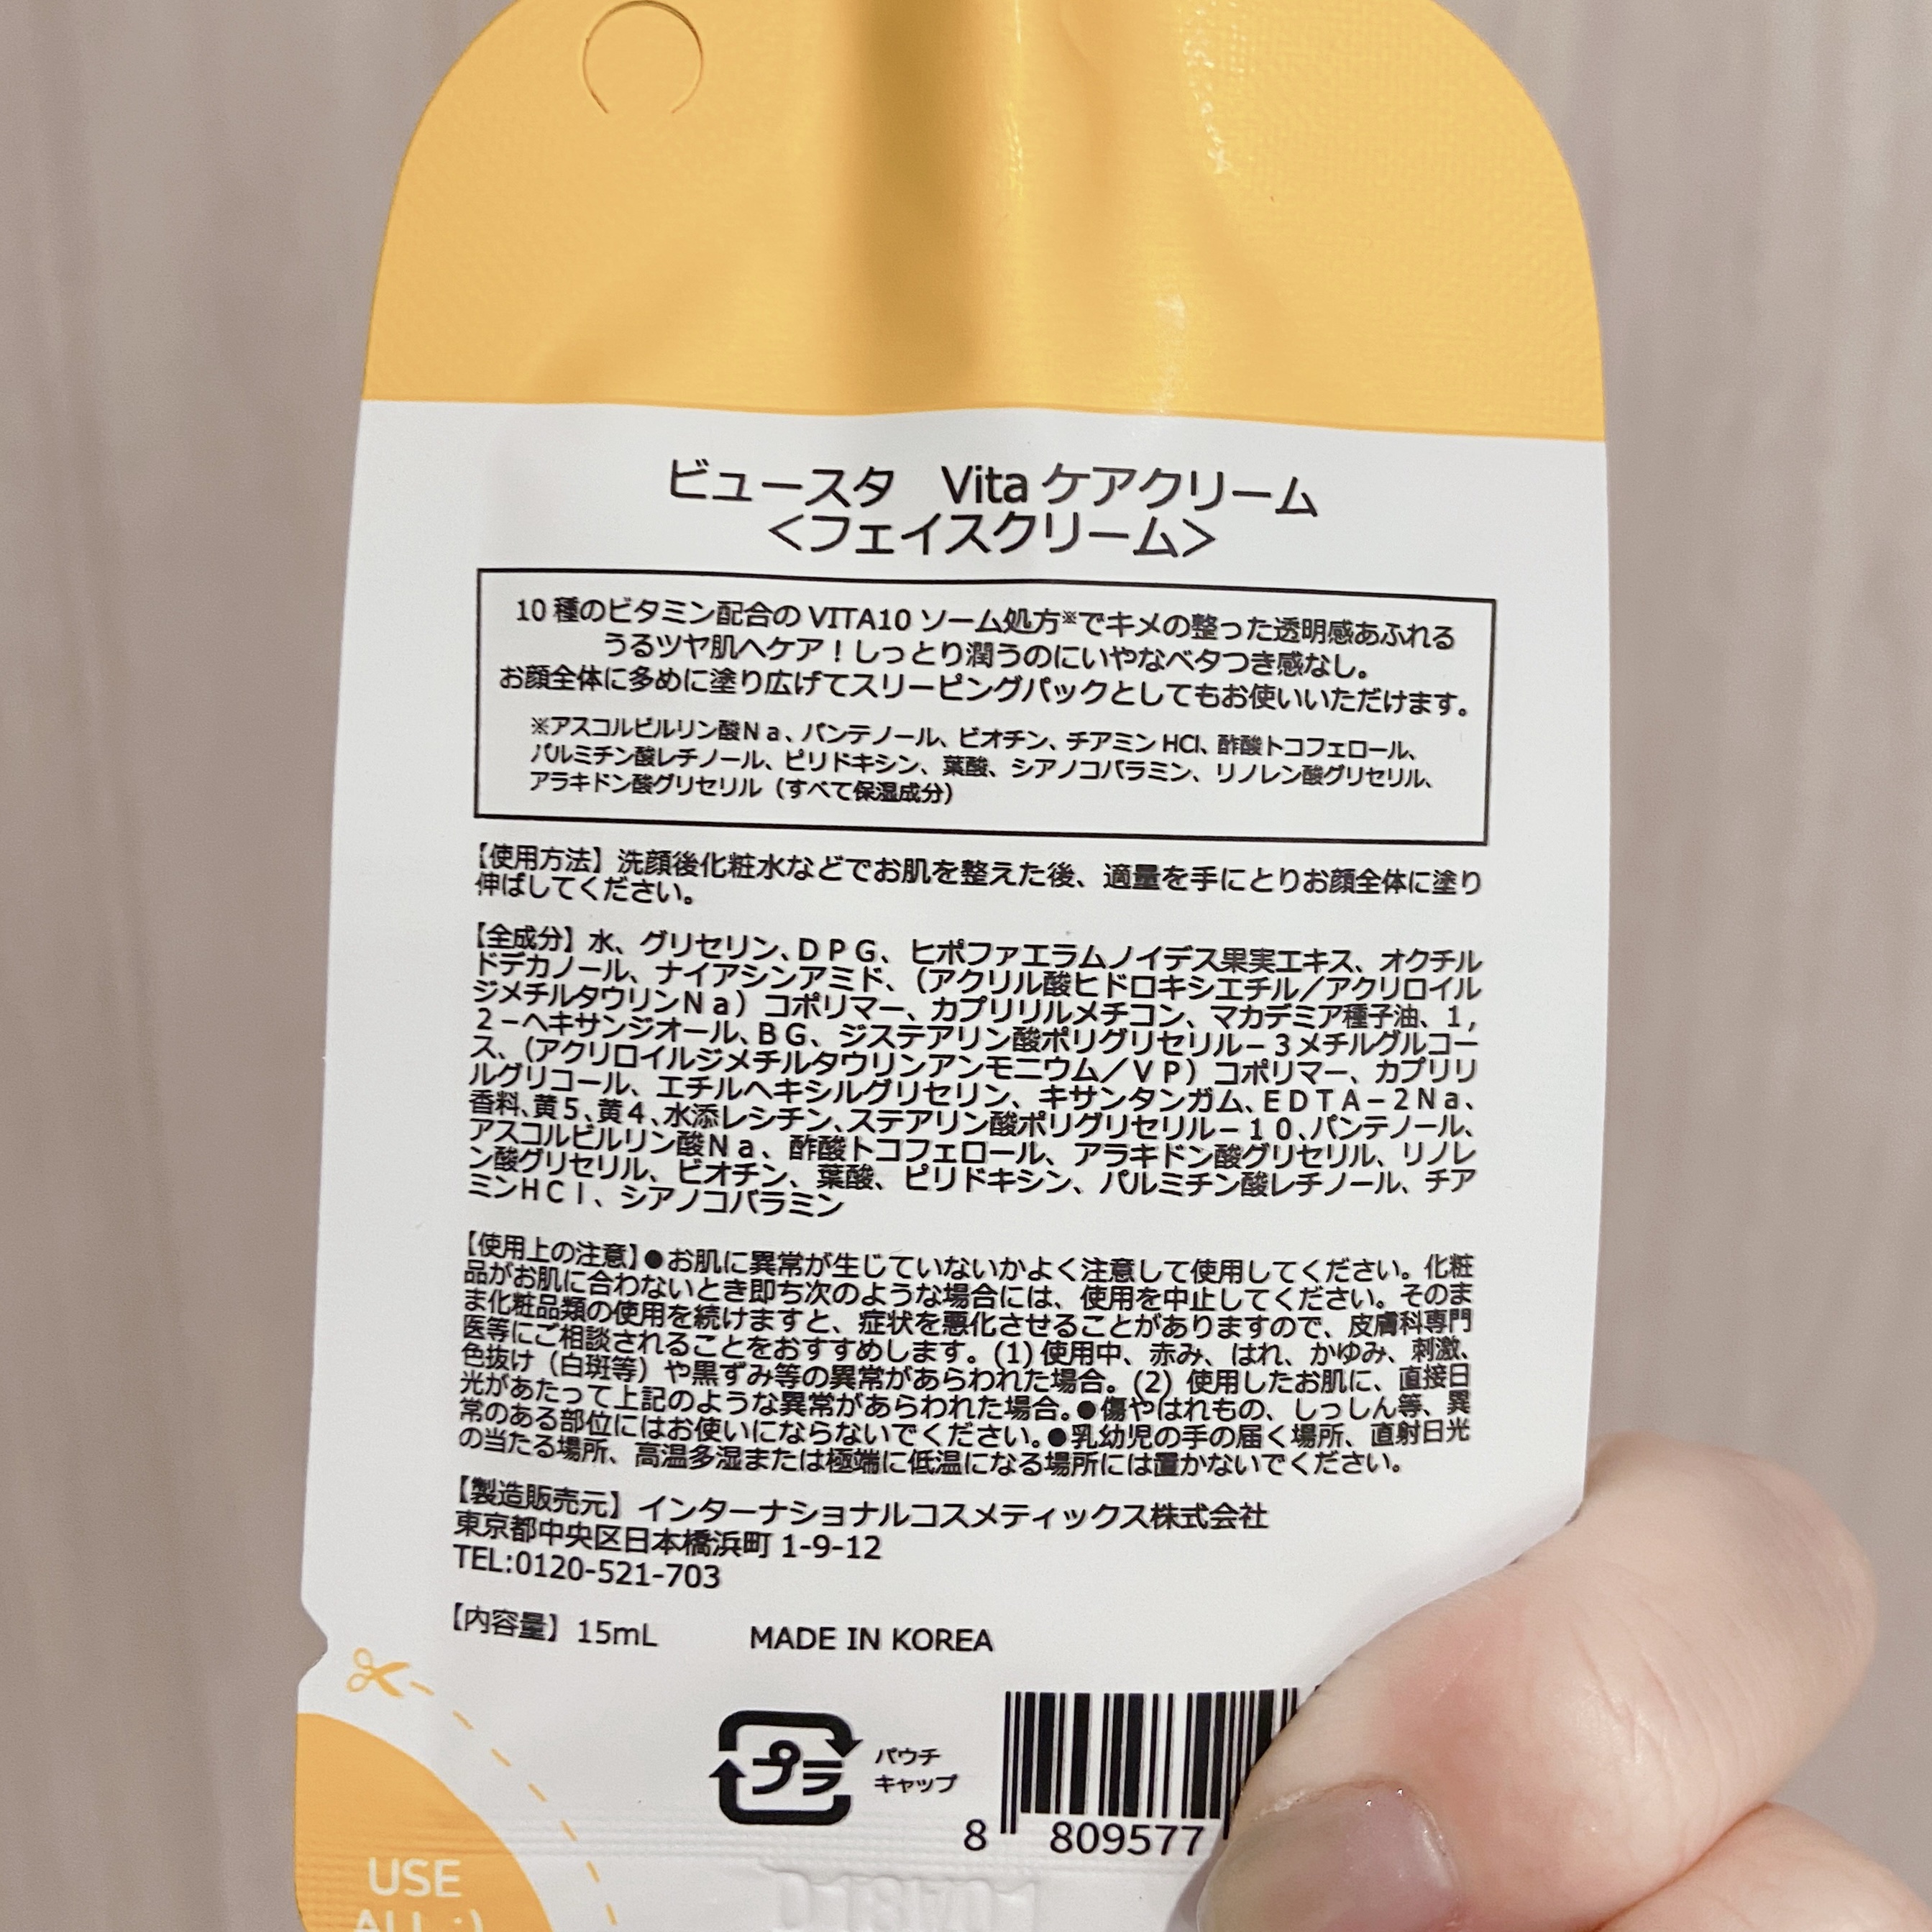 ビュースタ　Vita ケアクリーム
＜フェイスクリーム＞
10 種のビタミン配合の VITA10 ソーム処方※でキメの整った透明感あふれる
うるツヤ肌へケア！しっとり潤うのにいやなベタつき感なし。
お顔全体に多めに塗り広げてスリーピングパックとしてもお使いいただけます。
※アスコルビルリン酸Ｎａ、パンテノール、ビオチン、チアミン HCl、酢酸トコフェロール、
パルミチン酸レチノール、ピリドキシン、葉酸、シアノコバラミン、リノレン酸グリセリル、
アラキドン酸グリセリル（すべて保湿成分）
【使用方法】洗顔後化粧水などでお肌を整えた後、適量を手にとりお顔全体に塗り
伸ばしてください。
【全成分】水、グリセリン、ＤＰＧ、ヒポファエラムノイデス果実エキス、オクチル
ドデカノール、ナイアシンアミド、（アクリル酸ヒドロキシエチル／アクリロイル
ジメチルタウリンＮａ）コポリマー、カプリリルメチコン、マカデミア種子油、１，
２－ヘキサンジオール、ＢＧ、ジステアリン酸ポリグリセリル－３メチルグルコー
ス、（アクリロイルジメチルタウリンアンモニウム／ＶＰ）コポリマー、カプリリ
ルグリコール、エチルヘキシルグリセリン、キサンタンガム、ＥＤＴＡ－２Ｎａ、
香料、黄５、黄４、水添レシチン、ステアリン酸ポリグリセリル－１０、パンテノール、
アスコルビルリン酸Ｎａ、酢酸トコフェロール、アラキドン酸グリセリル、リノレ
ン酸グリセリル、ビオチン、葉酸、ピリドキシン、パルミチン酸レチノール、チア
ミンＨＣｌ、シアノコバラミン
【使用上の注意】●お肌に異常が生じていないかよく注意して使用してください。化粧
品がお肌に合わないとき即ち次のような場合には、使用を中止してください。そのま
ま化粧品類の使用を続けますと、症状を悪化させることがありますので、皮膚科専門
医等にご相談されることをおすすめします。(1) 使用中、赤み、はれ、かゆみ、刺激、
色抜け（白斑等）や黒ずみ等の異常があらわれた場合。(2) 使用したお肌に、直接日
光があたって上記のような異常があらわれた場合。●傷やはれもの、しっしん等、異
常のある部位にはお使いにならないでください。●乳幼児の手の届く場所、直射日光
の当たる場所、高温多湿または極端に低温になる場所には置かないでください。
【製造販売元】インターナショナルコスメティックス株式会社
東京都中央区日本橋浜町 1-9-12
TEL:0120-521-703
【内容量】15mL　MADE IN KOREA
プラ
パウチ
キャップ
8 809577
USE
ALL :)